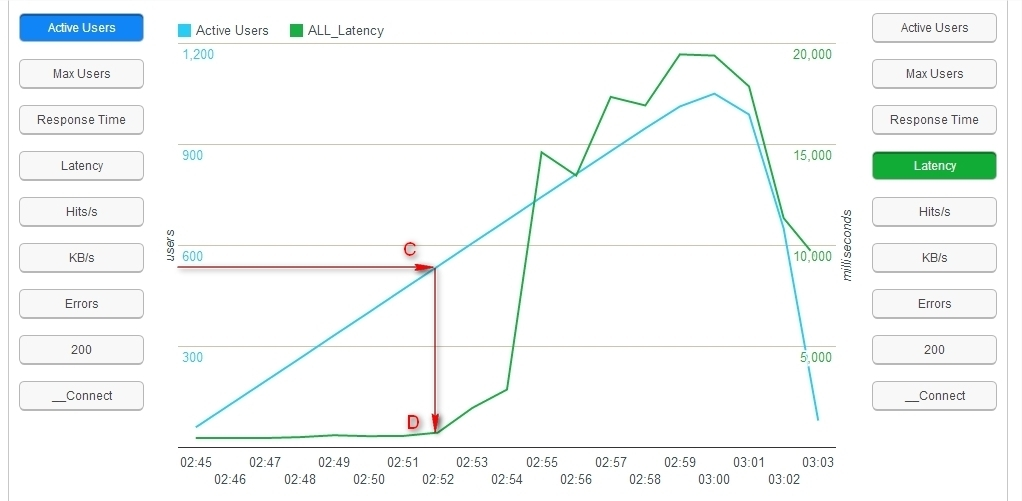 Active Users
Max Users
Response Time
Latency
Hits/s
KB/s
Errors
200
__Connect
Active Users ALL_Latency
1,200 20,000
900 15,000
600 10,000
300 5,000
users
milliseconds
C
D
02:45 02:47 02:49 02:51 02:53 02:55 02:57 02:59 03:01 03:03
02:46 02:48 02:50 02:52 02:54 02:56 02:58 03:00 03:02
Active Users
Max Users
Response Time
Latency
Hits/s
KB/s
Errors
200
__Connect